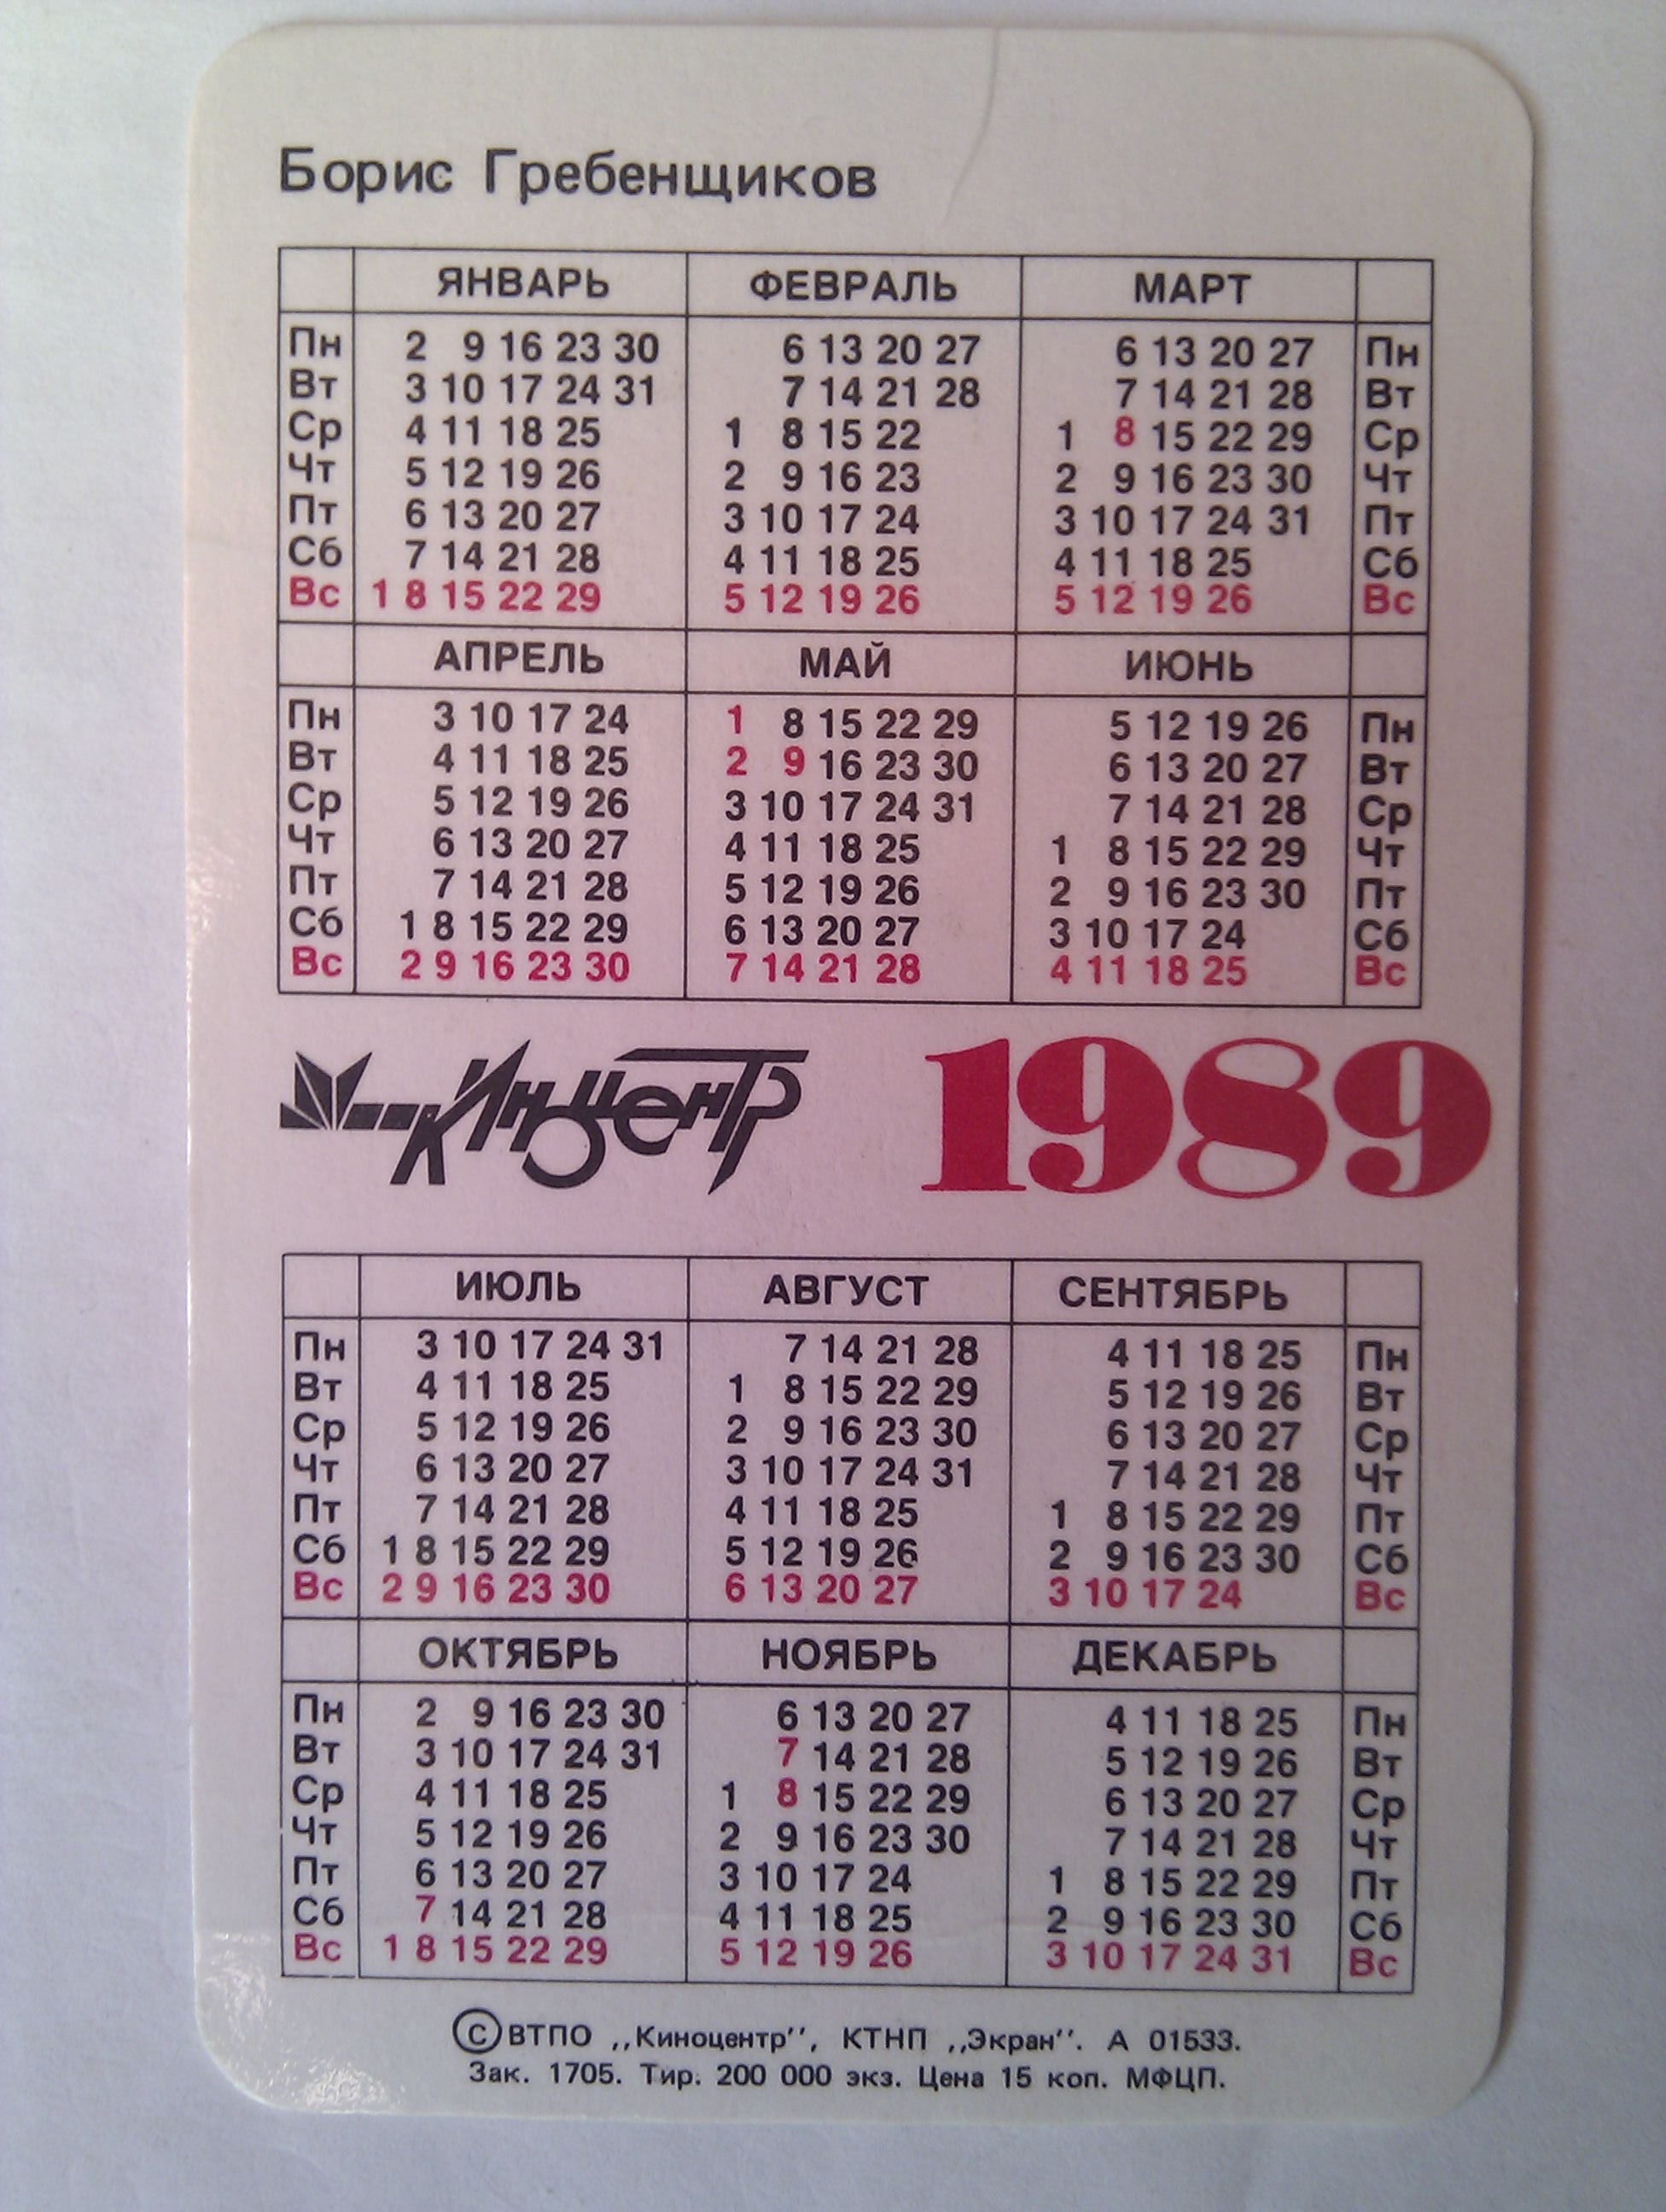 Борис Гребенщиков
ЯНВАРЬ ФЕВРАЛЬ МАРТ
Пн 2 9 16 23 30 6 13 20 27 6 13 20 27 Пн
Вт 3 10 17 24 31 7 14 21 28 7 14 21 28 Вт
Ср 4 11 18 25 1 8 15 22 1 8 15 22 29 Ср
Чт 5 12 19 26 2 9 16 23 2 9 16 23 30 Чт
Пт 6 13 20 27 3 10 17 24 3 10 17 24 31 Пт
Сб 7 14 21 28 4 11 18 25 4 11 18 25 Сб
Вс 1 8 15 22 29 5 12 19 26 5 12 19 26 Вс
АПРЕЛЬ МАЙ ИЮНЬ
Пн 3 10 17 24 1 8 15 22 29 5 12 19 26 Пн
Вт 4 11 18 25 2 9 16 23 30 6 13 20 27 Вт
Ср 5 12 19 26 3 10 17 24 31 7 14 21 28 Ср
Чт 6 13 20 27 4 11 18 25 1 8 15 22 29 Чт
Пт 7 14 21 28 5 12 19 26 2 9 16 23 30 Пт
Сб 1 8 15 22 29 6 13 20 27 3 10 17 24 Сб
Вс 2 9 16 23 30 7 14 21 28 4 11 18 25 Вс
Киноцентр 1989
ИЮЛЬ АВГУСТ СЕНТЯБРЬ
Пн 3 10 17 24 31 7 14 21 28 4 11 18 25 Пн
Вт 4 11 18 25 1 8 15 22 29 5 12 19 26 Вт
Ср 5 12 19 26 2 9 16 23 30 6 13 20 27 Ср
Чт 6 13 20 27 3 10 17 24 31 7 14 21 28 Чт
Пт 7 14 21 28 4 11 18 25 1 8 15 22 29 Пт
Сб 1 8 15 22 29 5 12 19 26 2 9 16 23 30 Сб
Вс 2 9 16 23 30 6 13 20 27 3 10 17 24 Вс
ОКТЯБРЬ НОЯБРЬ ДЕКАБРЬ
Пн 2 9 16 23 30 6 13 20 27 4 11 18 25 Пн
Вт 3 10 17 24 31 7 14 21 28 5 12 19 26 Вт
Ср 4 11 18 25 1 8 15 22 29 6 13 20 27 Ср
Чт 5 12 19 26 2 9 16 23 30 7 14 21 28 Чт
Пт 6 13 20 27 3 10 17 24 1 8 15 22 29 Пт
Сб 7 14 21 28 4 11 18 25 2 9 16 23 30 Сб
Вс 1 8 15 22 29 5 12 19 26 3 10 17 24 31 Вс
©ВТПО ,,Киноцентр'', КТНП ,,Экран''. А 01533.
Зак. 1705. Тир. 200 000 экз. Цена 15 коп. МФЦП.